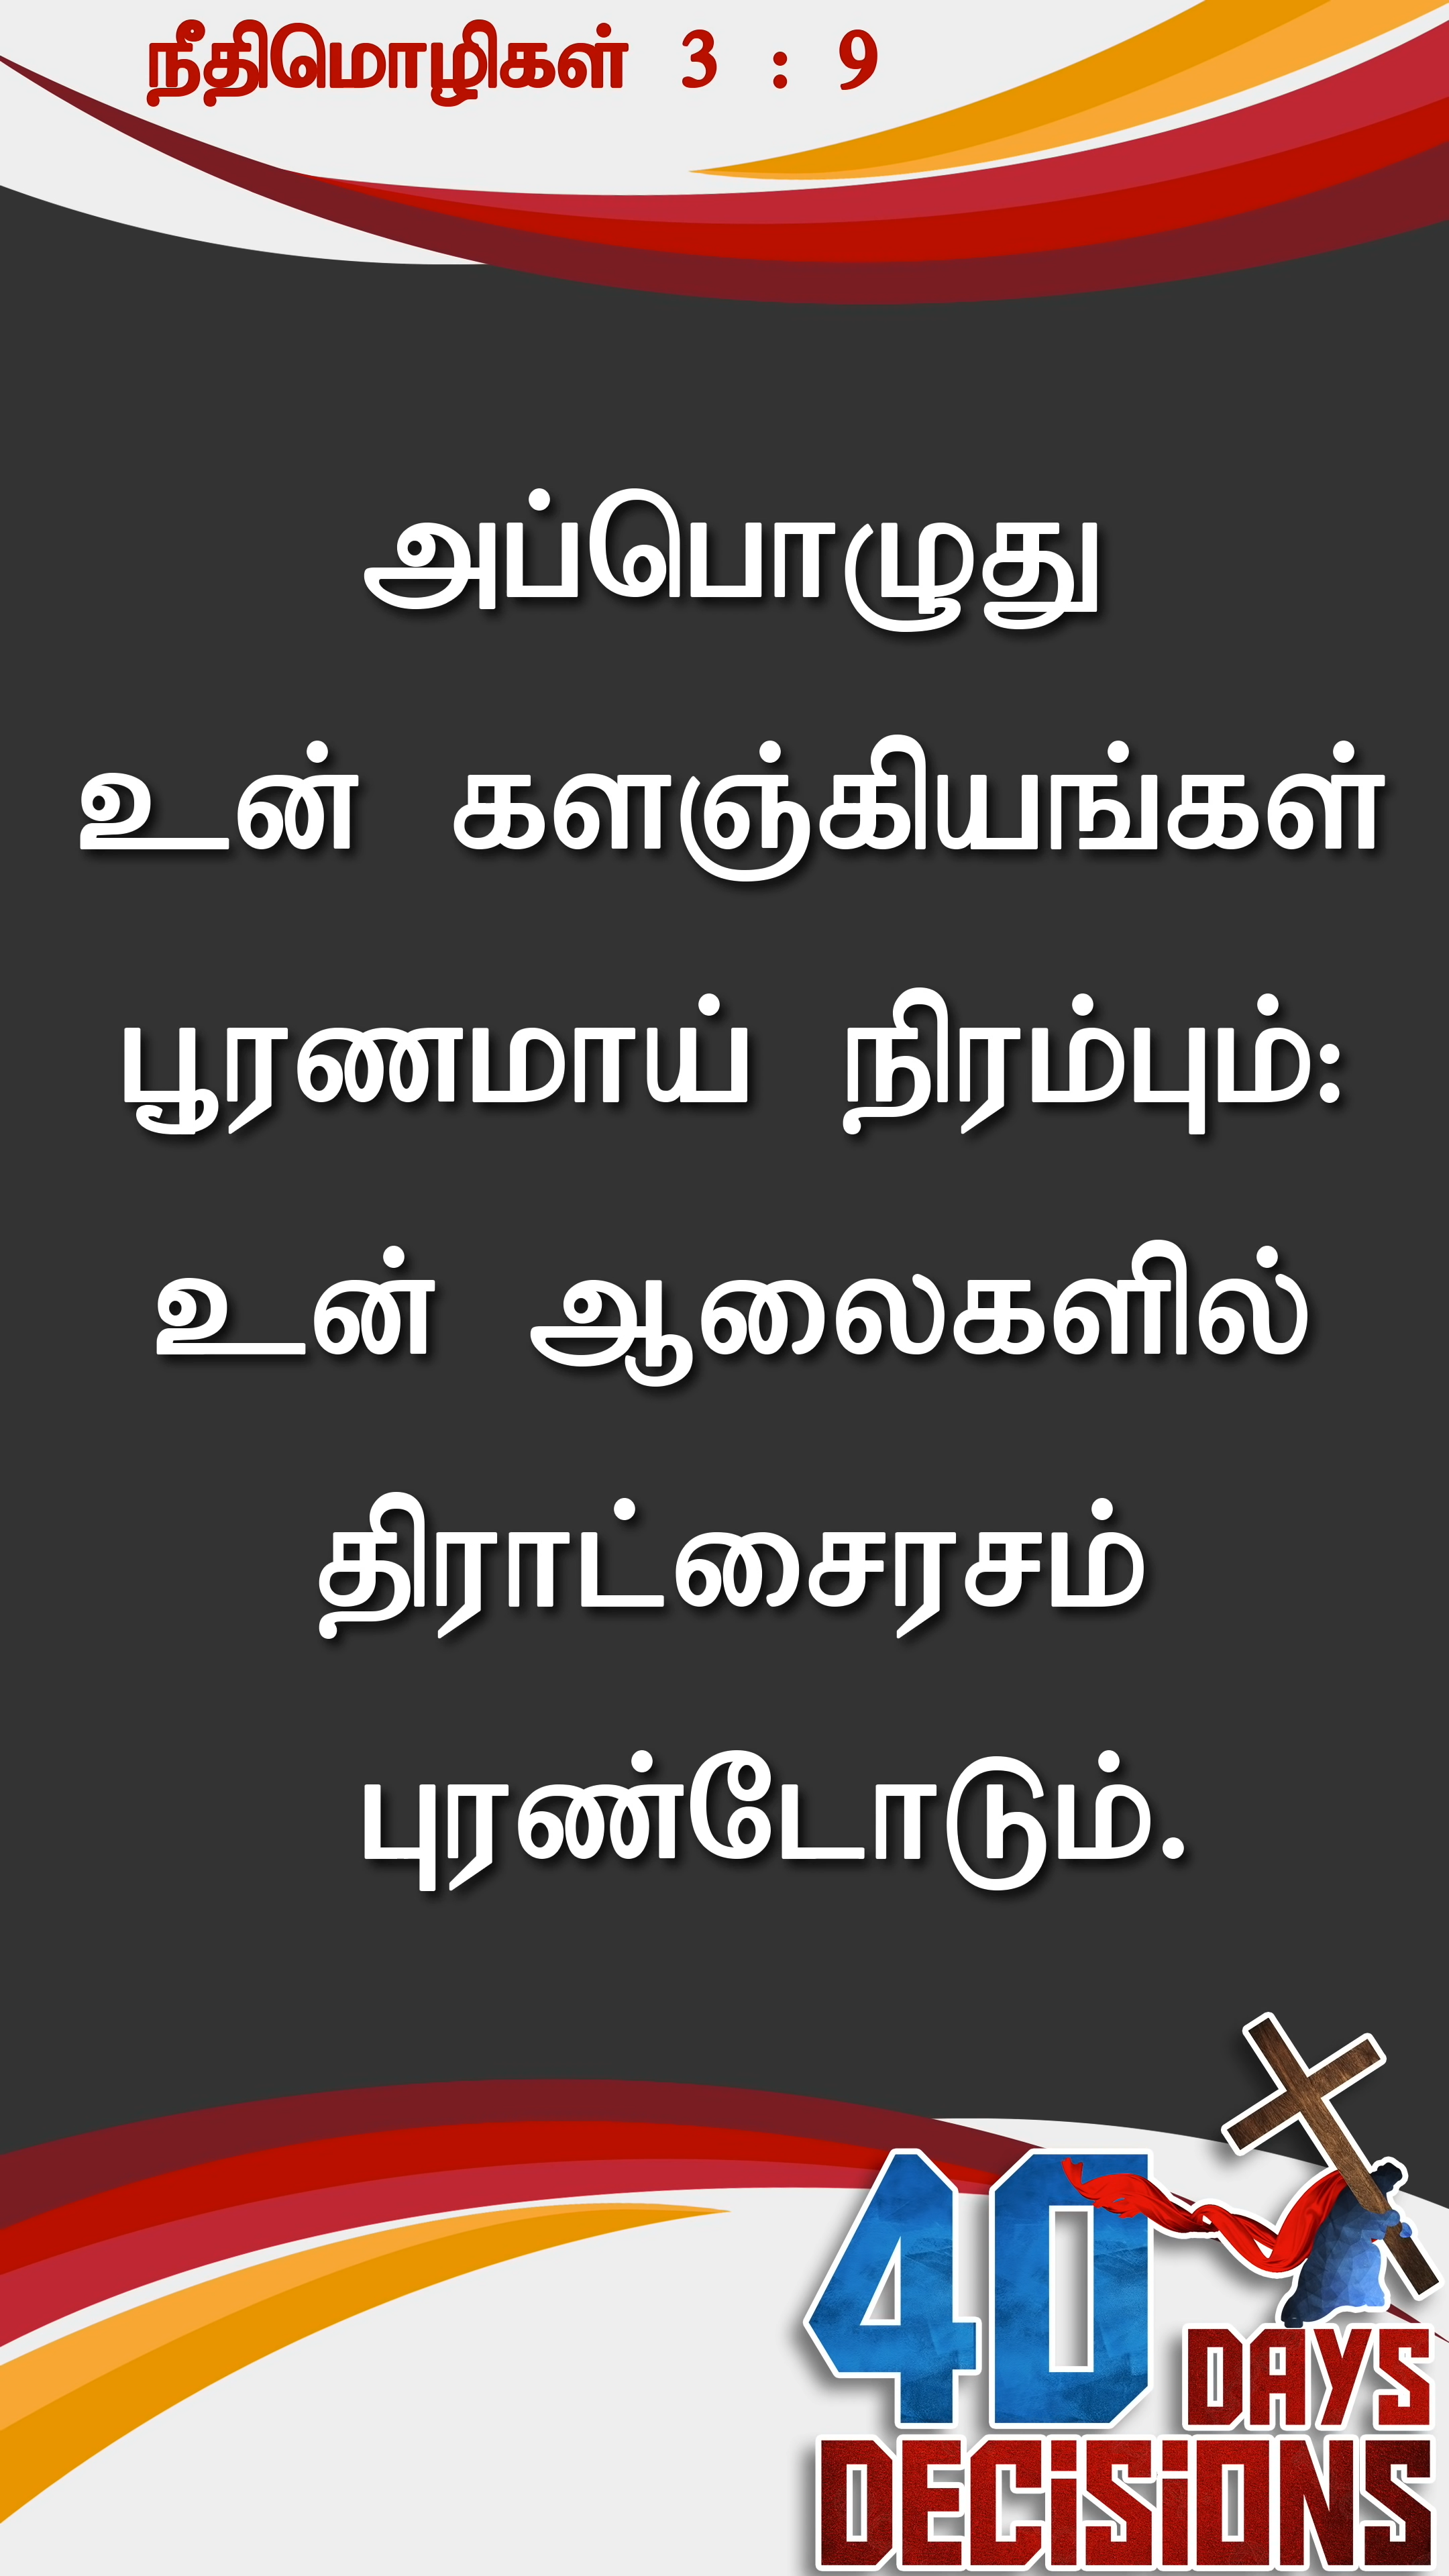 நீதிமொழிகள் 3 : 9
அப்பொழுது
உன் களஞ்கியங்கள்
பூரணமாய் நிரம்பும்:
உன் ஆலைகளில்
திராட்சைரசம்
புரண்டோடும்.
40 DAYS
DECISIONS